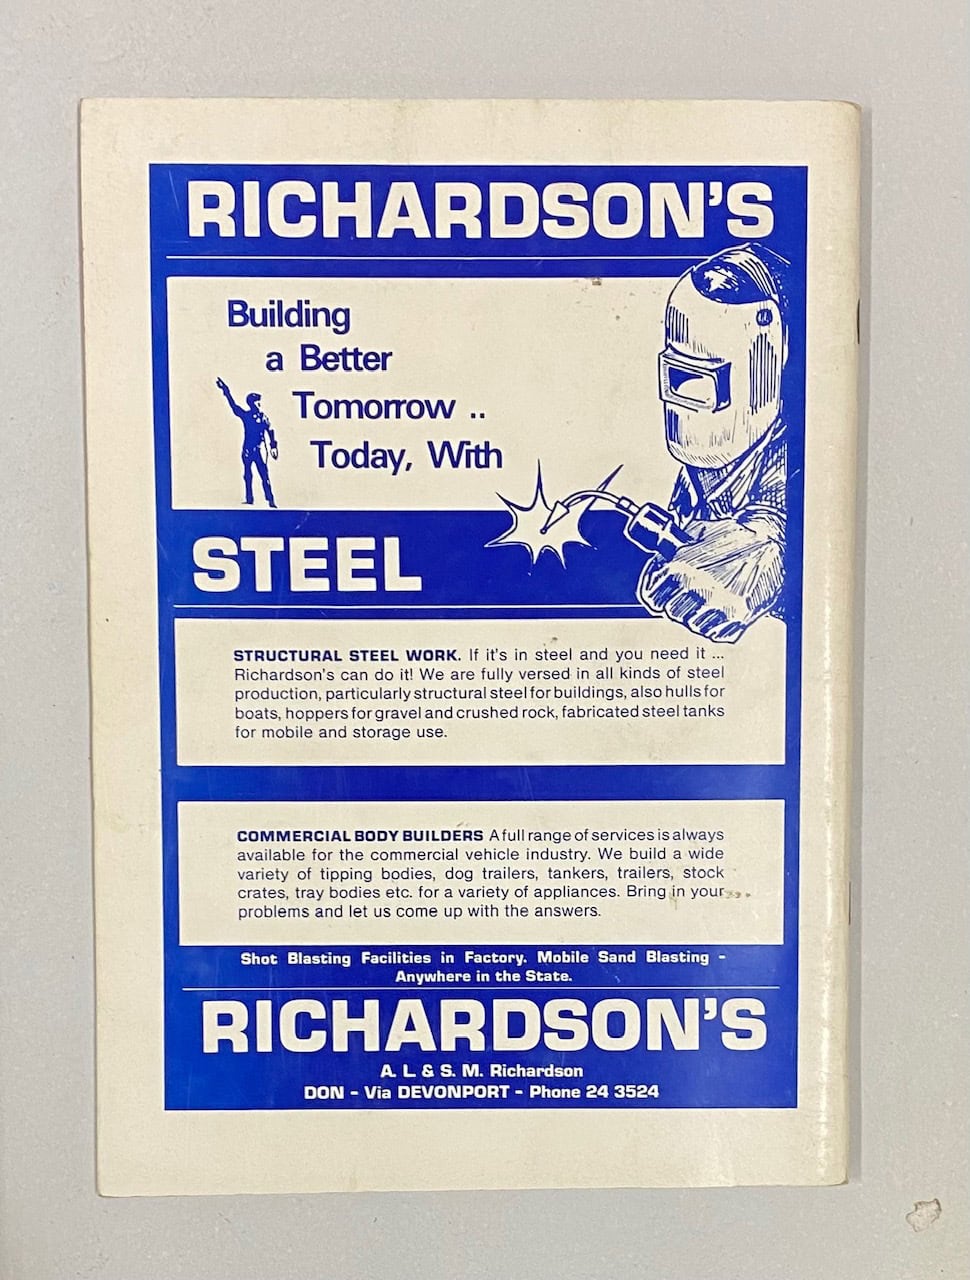 RICHARDSON'S
Building
a Better
Tomorrow ..
Today, With
STEEL
STRUCTURAL STEEL WORK. If it's in steel and you need it ...
Richardson's can do it! We are fully versed in all kinds of steel
production, particularly structural steel for buildings, also hulls for
boats, hoppers for gravel and crushed rock, fabricated steel tanks
for mobile and storage use.
COMMERCIAL BODY BUILDERS A full range of services is always
available for the commercial vehicle industry. We build a wide
variety of tipping bodies, dog trailers, tankers, trailers, stock
crates, tray bodies etc. for a variety of appliances. Bring in your
problems and let us come up with the answers.
Shot Blasting Facilities in Factory. Mobile Sand Blasting -
Anywhere in the State.
RICHARDSON'S
A. L & S. M. Richardson
DON - Via DEVONPORT - Phone 24 3524